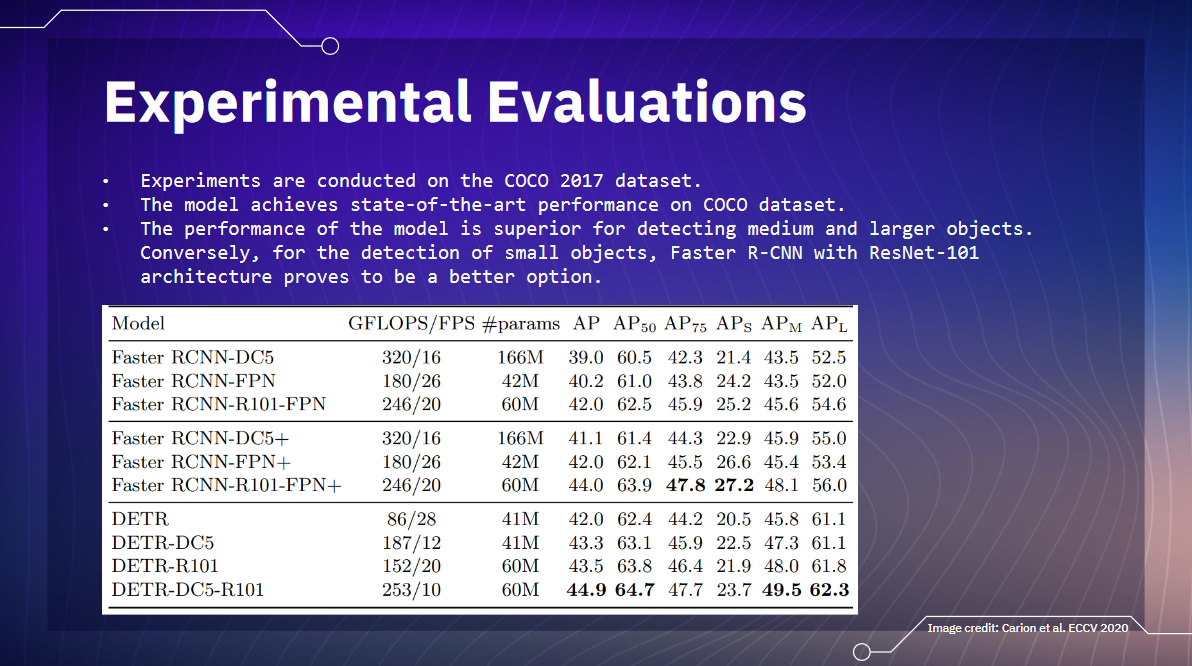 Experimental Evaluations
• Experiments are conducted on the COCO 2017 dataset.
• The model achieves state-of-the-art performance on COCO dataset.
• The performance of the model is superior for detecting medium and larger objects.
Conversely, for the detection of small objects, Faster R-CNN with ResNet-101
architecture proves to be a better option.
Model GFLOPS/FPS #params AP AP50 AP75 APS APM APL
Faster RCNN-DC5 320/16 166M 39.0 60.5 42.3 21.4 43.5 52.5
Faster RCNN-FPN 180/26 42M 40.2 61.0 43.8 24.2 43.5 52.0
Faster RCNN-R101-FPN 246/20 60M 42.0 62.5 45.9 25.2 45.6 54.6
Faster RCNN-DC5+ 320/16 166M 41.1 61.4 44.3 22.9 45.9 55.0
Faster RCNN-FPN+ 180/26 42M 42.0 62.1 45.5 26.6 45.4 53.4
Faster RCNN-R101-FPN+ 246/20 60M 44.0 63.9 47.8 27.2 48.1 56.0
DETR 86/28 41M 42.0 62.4 44.2 20.5 45.8 61.1
DETR-DC5 187/12 41M 43.3 63.1 45.9 22.5 47.3 61.1
DETR-R101 152/20 60M 43.5 63.8 46.4 21.9 48.0 61.8
DETR-DC5-R101 253/10 60M 44.9 64.7 47.7 23.7 49.5 62.3
Image credit: Carion et al. ECCV 2020